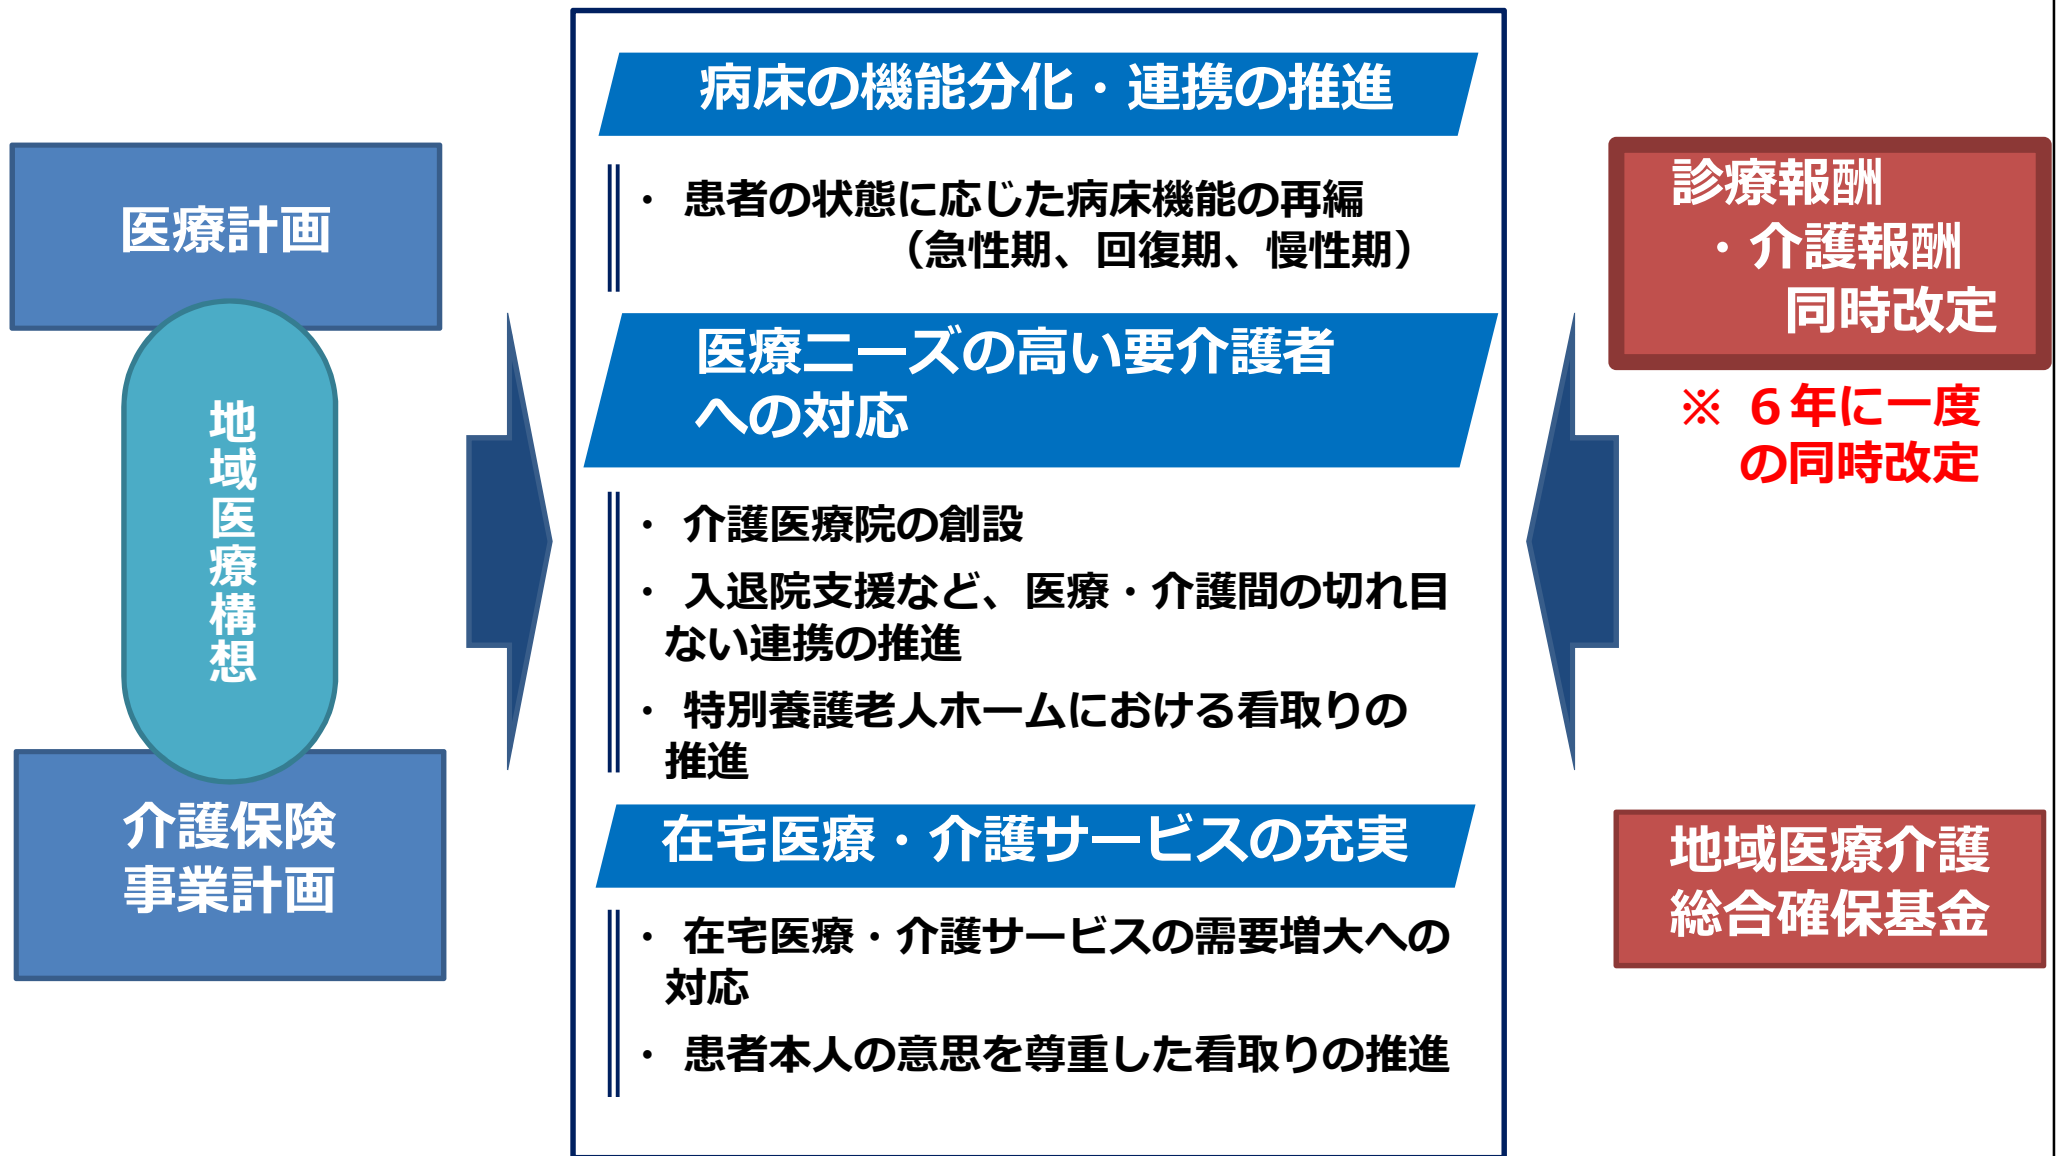 医療計画
地域医療構想
介護保険
事業計画
病床の機能分化・連携の推進
・ 患者の状態に応じた病床機能の再編
（急性期、回復期、慢性期）
医療ニーズの高い要介護者
への対応
・ 介護医療院の創設
・ 入退院支援など、医療・介護間の切れ目
ない連携の推進
・ 特別養護老人ホームにおける看取りの
推進
在宅医療・介護サービスの充実
・ 在宅医療・介護サービスの需要増大への
対応
・ 患者本人の意思を尊重した看取りの推進
診療報酬
・介護報酬
同時改定
※ ６年に一度
の同時改定
地域医療介護
総合確保基金